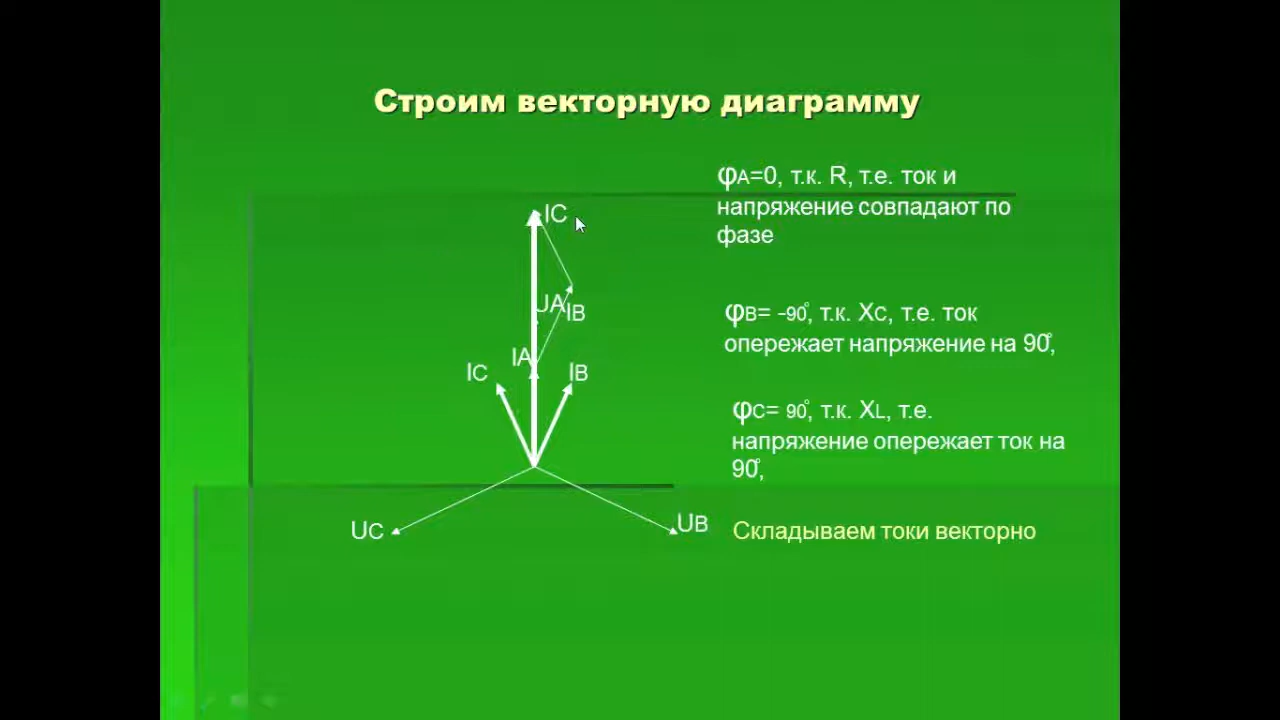 Строим векторную диаграмму
φA=0, т.к. R, т.е. ток и
напряжение совпадают по
фазе
IC
UA
IB
φB= -90°, т.к. XC, т.е. ток
опережает напряжение на 90°,
IA
IC
IB
φC= 90°, т.к. XL, т.е.
напряжение опережает ток на
90°,
UC
UB
Складываем токи векторно